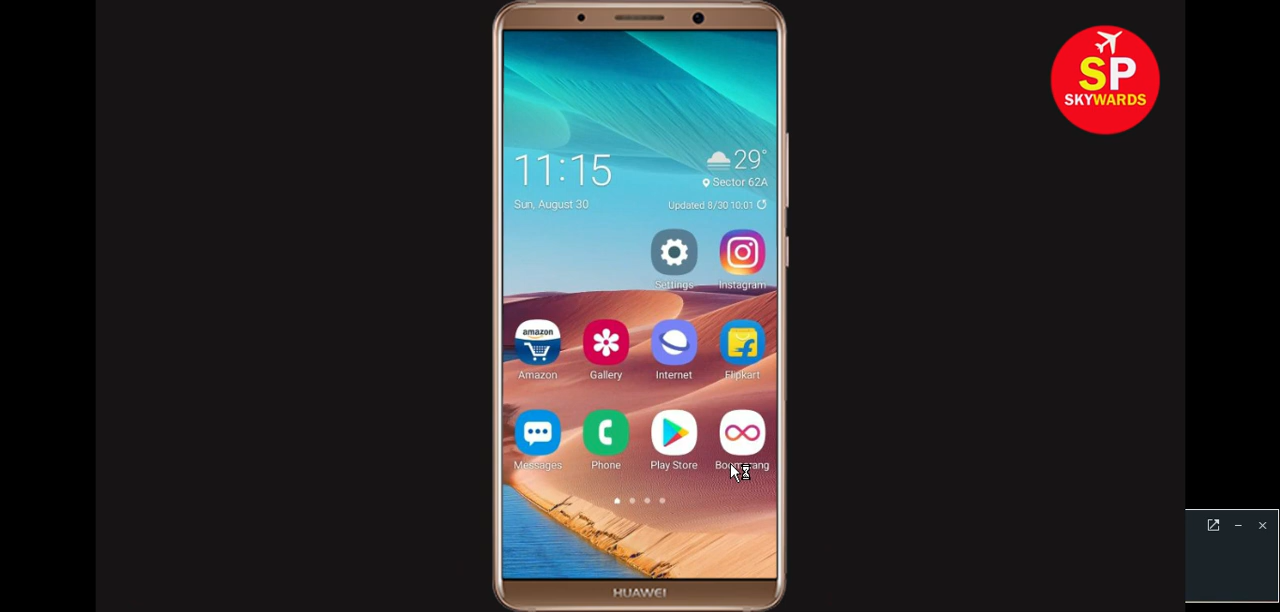 SP
SKYWARDS
11:15
29°
Sector 62A
Sun, August 30
Updated 8/30 10:01
Settings
Instagram
amazon
Amazon
Gallery
Internet
Flipkart
Messages
Phone
Play Store
HUAWEI